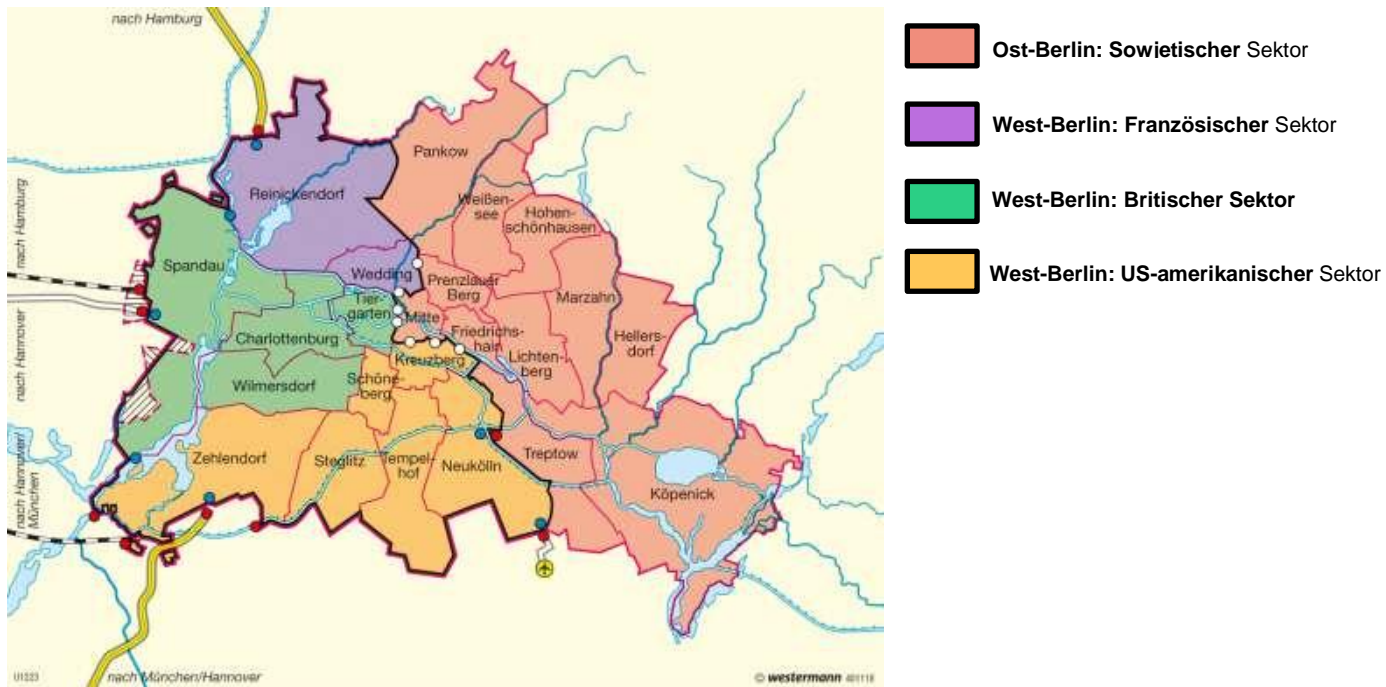 nach Hamburg
Pankow
Reinickendorf
Weißen-
see
Hohen-
schönhausen
nach Hamburg
Spandau
Wedding
Prenzlauer
Berg
Marzahn
Tier-
garten
Mitte
Friedrichs-
hain
Hellers-
dorf
Charlottenburg
Kreuzberg
Lichten-
berg
nach Hannover
Wilmersdorf
Schöne-
berg
Zehlendorf
Steglitz
Tempel-
hof
Neukölln
Treptow
Köpenick
nach Hannover/
München
nach München/Hannover
U1223
© westermann
Ost-Berlin: Sowietischer Sektor
West-Berlin: Französischer Sektor
West-Berlin: Britischer Sektor
West-Berlin: US-amerikanischer Sektor